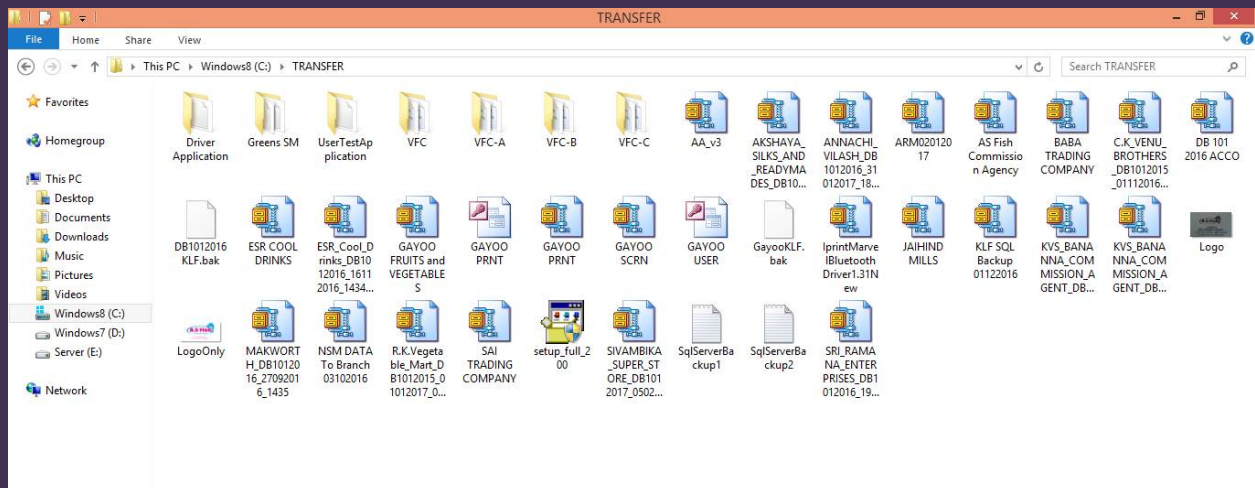 TRANSFER
File Home Share View
This PC Windows8 (C:) TRANSFER
Search TRANSFER
Favorites
Homegroup
This PC
Desktop
Documents
Downloads
Music
Pictures
Videos
Windows8 (C:)
Windows7 (D:)
Server (E:)
Network
Driver
Application
Greens SM
UserTestAp
plication
VFC
VFC-A
VFC-B
VFC-C
AA_v3
AKSHAYA_
SILKS_AND
_READYMA
DES_DB10...
ANNACHI_
VILASH_DB
1012016_31
012017_18...
ARM020120
17
AS Fish
Commissio
n Agency
BABA
TRADING
COMPANY
C.K_VENU_
BROTHERS
_DB1012015
_01112016...
DB 101
2016 ACCO
DB1012016
KLF.bak
ESR COOL
DRINKS
ESR_Cool_D
rinks_DB10
12016_1611
2016_1434...
GAYOO
FRUITS and
VEGETABLE
S
GAYOO
PRNT
GAYOO
PRNT
GAYOO
SCRN
GAYOO
USER
GayooKLF.
bak
IprintMarve
lBluetooth
Driver1.31N
ew
JAIHIND
MILLS
KLF SQL
Backup
01122016
KVS_BANA
NNA_COM
MISSION_A
GENT_DB...
KVS_BANA
NNA_COM
MISSION_A
GENT_DB...
Logo
LogoOnly
MAKWORT
H_DB10120
16_2709201
6_1435
NSM DATA
To Branch
03102016
R.K.Vegeta
ble_Mart_D
B1012015_0
1012017_0...
SAI
TRADING
COMPANY
setup_full_2
00
SIVAMBIKA
_SUPER_ST
ORE_DB101
2017_0502...
SqlServerBa
ckup1
SqlServerBa
ckup2
SRI_RAMA
NA_ENTER
PRISES_DB1
012016_19...